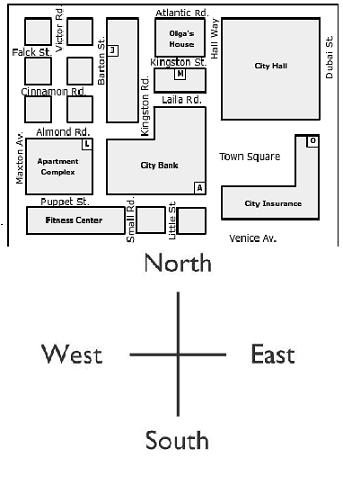 Atlantic Rd.
Victor Rd.
Olga's
House
Hall Way
Dubai St.
Falck St.
Barton St.
J
Kingston St.
M
City Hall
Cinnamon Rd.
Kingston Rd.
Laila Rd.
Maxton Av.
Almond Rd.
L
Apartment
Complex
City Bank
A
Town Square
O
City Insurance
Puppet St.
Fitness Center
Small Rd.
Little St.
Venice Av.
North
West
East
South